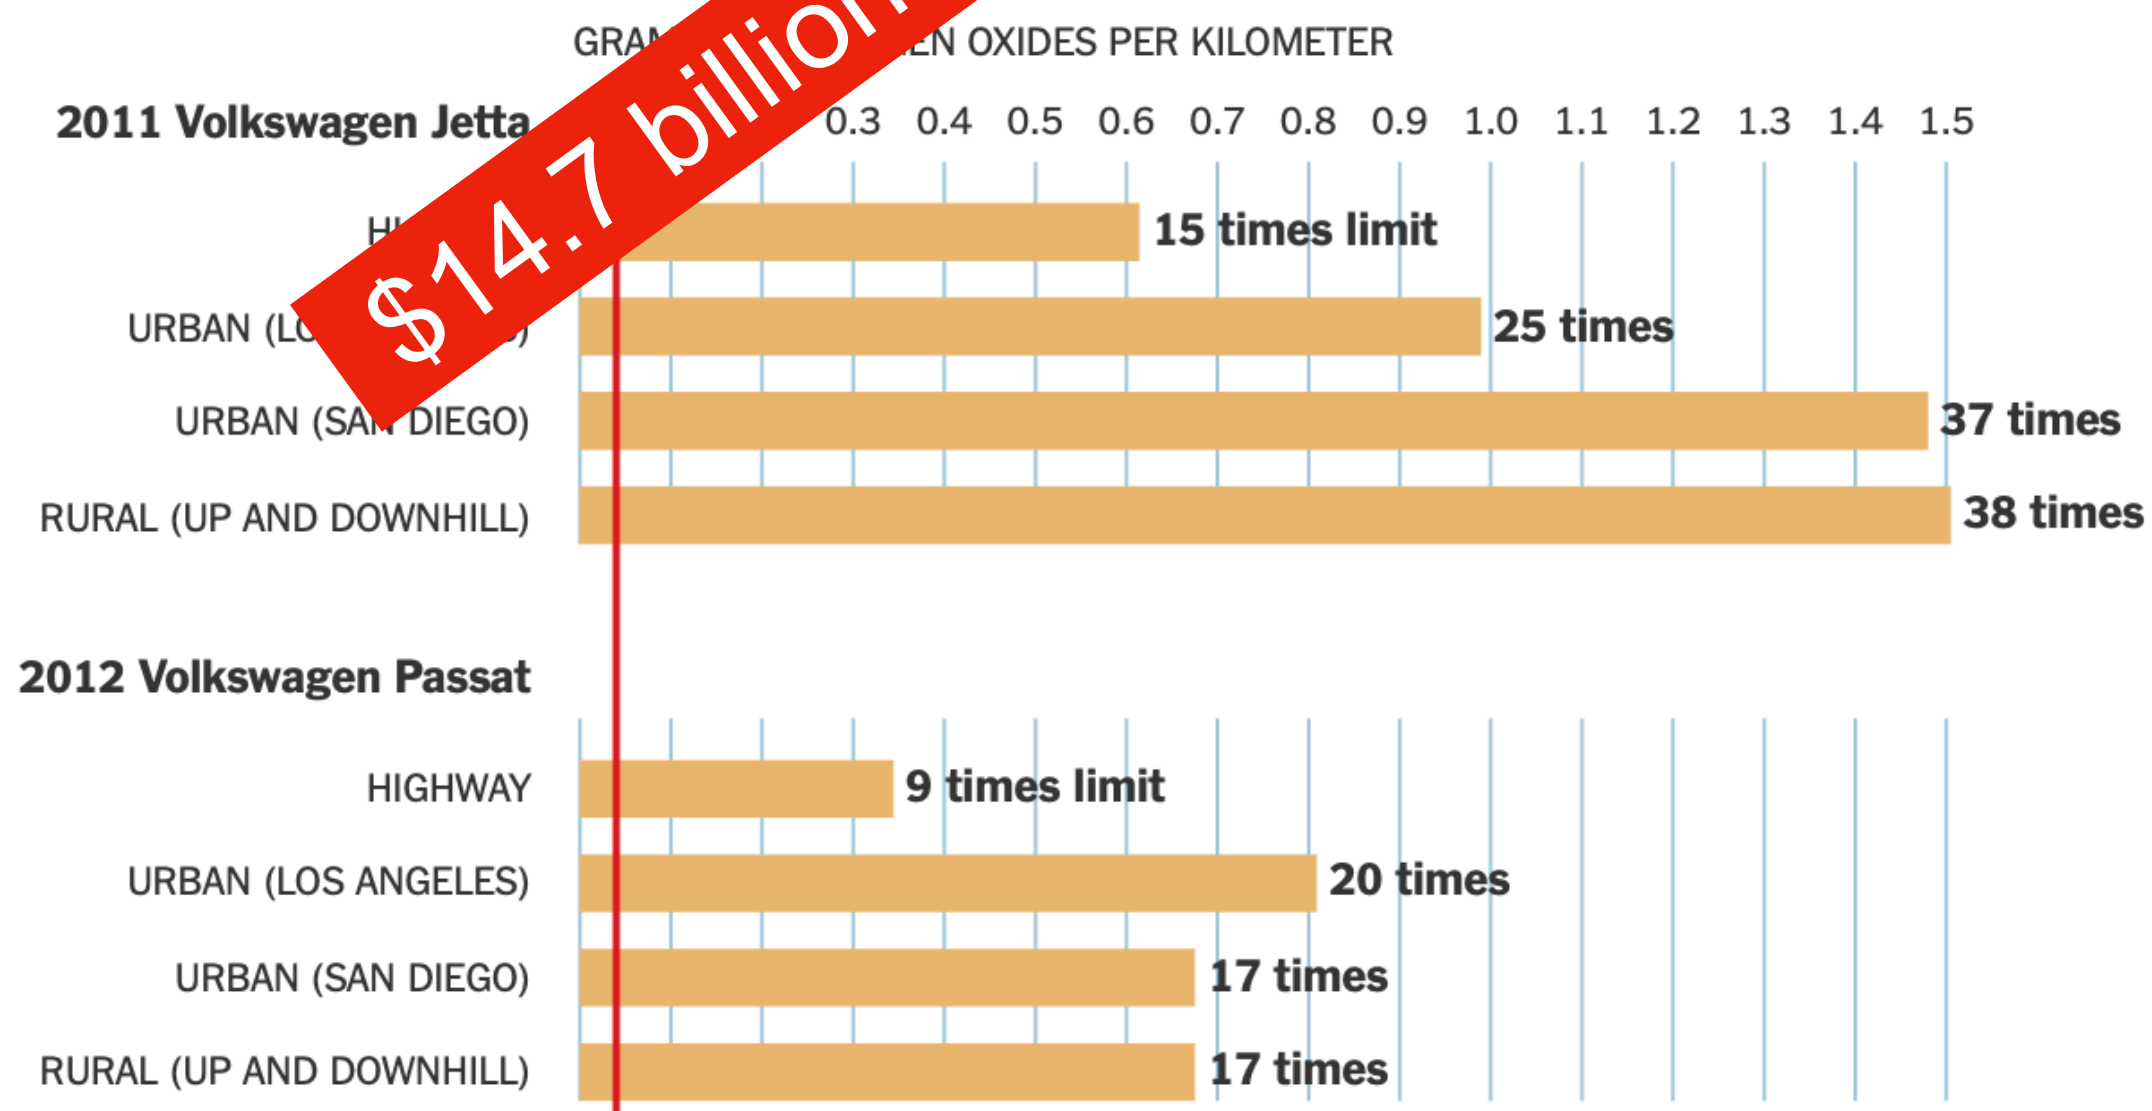 GRA EN OXIDES PER KILOMETER
$14.7 billion
2011 Volkswagen Jetta
0.3 0.4 0.5 0.6 0.7 0.8 0.9 1.0 1.1 1.2 1.3 1.4 1.5
15 times limit
URBAN (LO 25 times
URBAN (SAN DIEGO) 37 times
RURAL (UP AND DOWNHILL) 38 times
2012 Volkswagen Passat
HIGHWAY 9 times limit
URBAN (LOS ANGELES) 20 times
URBAN (SAN DIEGO) 17 times
RURAL (UP AND DOWNHILL) 17 times